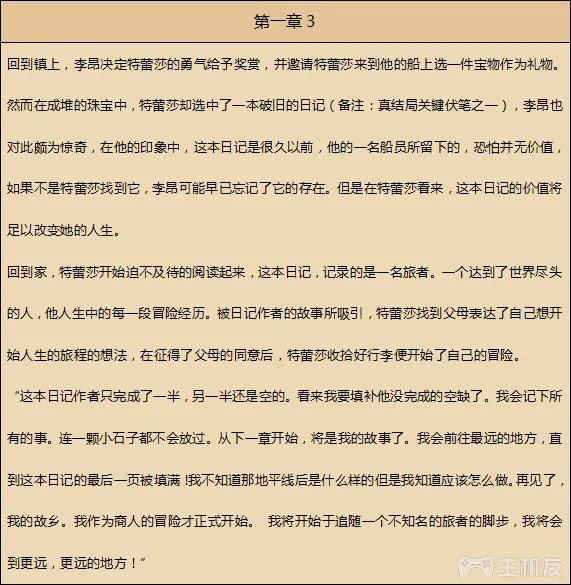 第一章 3
回到镇上，李昂决定特蕾莎的勇气给予奖赏，并邀请特蕾莎来到他的船上选一件宝物作为礼物。
然而在成堆的珠宝中，特蕾莎却选中了一本破旧的日记（备注：真结局关键伏笔之一），李昂也
对此颇为惊奇，在他的印象中，这本日记是很久以前，他的一名船员所留下的，恐怕并无价值，
如果不是特蕾莎找到它，李昂可能早已忘记了它的存在。但是在特蕾莎看来，这本日记的价值将
足以改变她的人生。
回到家，特蕾莎开始迫不及待的阅读起来，这本日记，记录的是一名旅者。一个达到了世界尽头
的人，他人生中的每一段冒险经历。被日记作者的故事所吸引，特蕾莎找到父母表达了自己想开
始人生的旅程的想法，在征得了父母的同意后，特蕾莎收拾好行李便开始了自己的冒险。
“这本日记作者只完成了一半，另一半还是空的。看来我要填补他没完成的空缺了。我会记下所
有的事。连一颗小石子都不会放过。从下一章开始，将是我的故事了。我会前往最远的地方，直
到这本日记的最后一页被填满！我不知道那地平线后是什么样的但是我知道应该怎么做。再见了，
我的故乡。我作为商人的冒险才正式开始。 我将开始于追随一个不知名的旅者的脚步，我将会
到更远，更远的地方！”
主机友